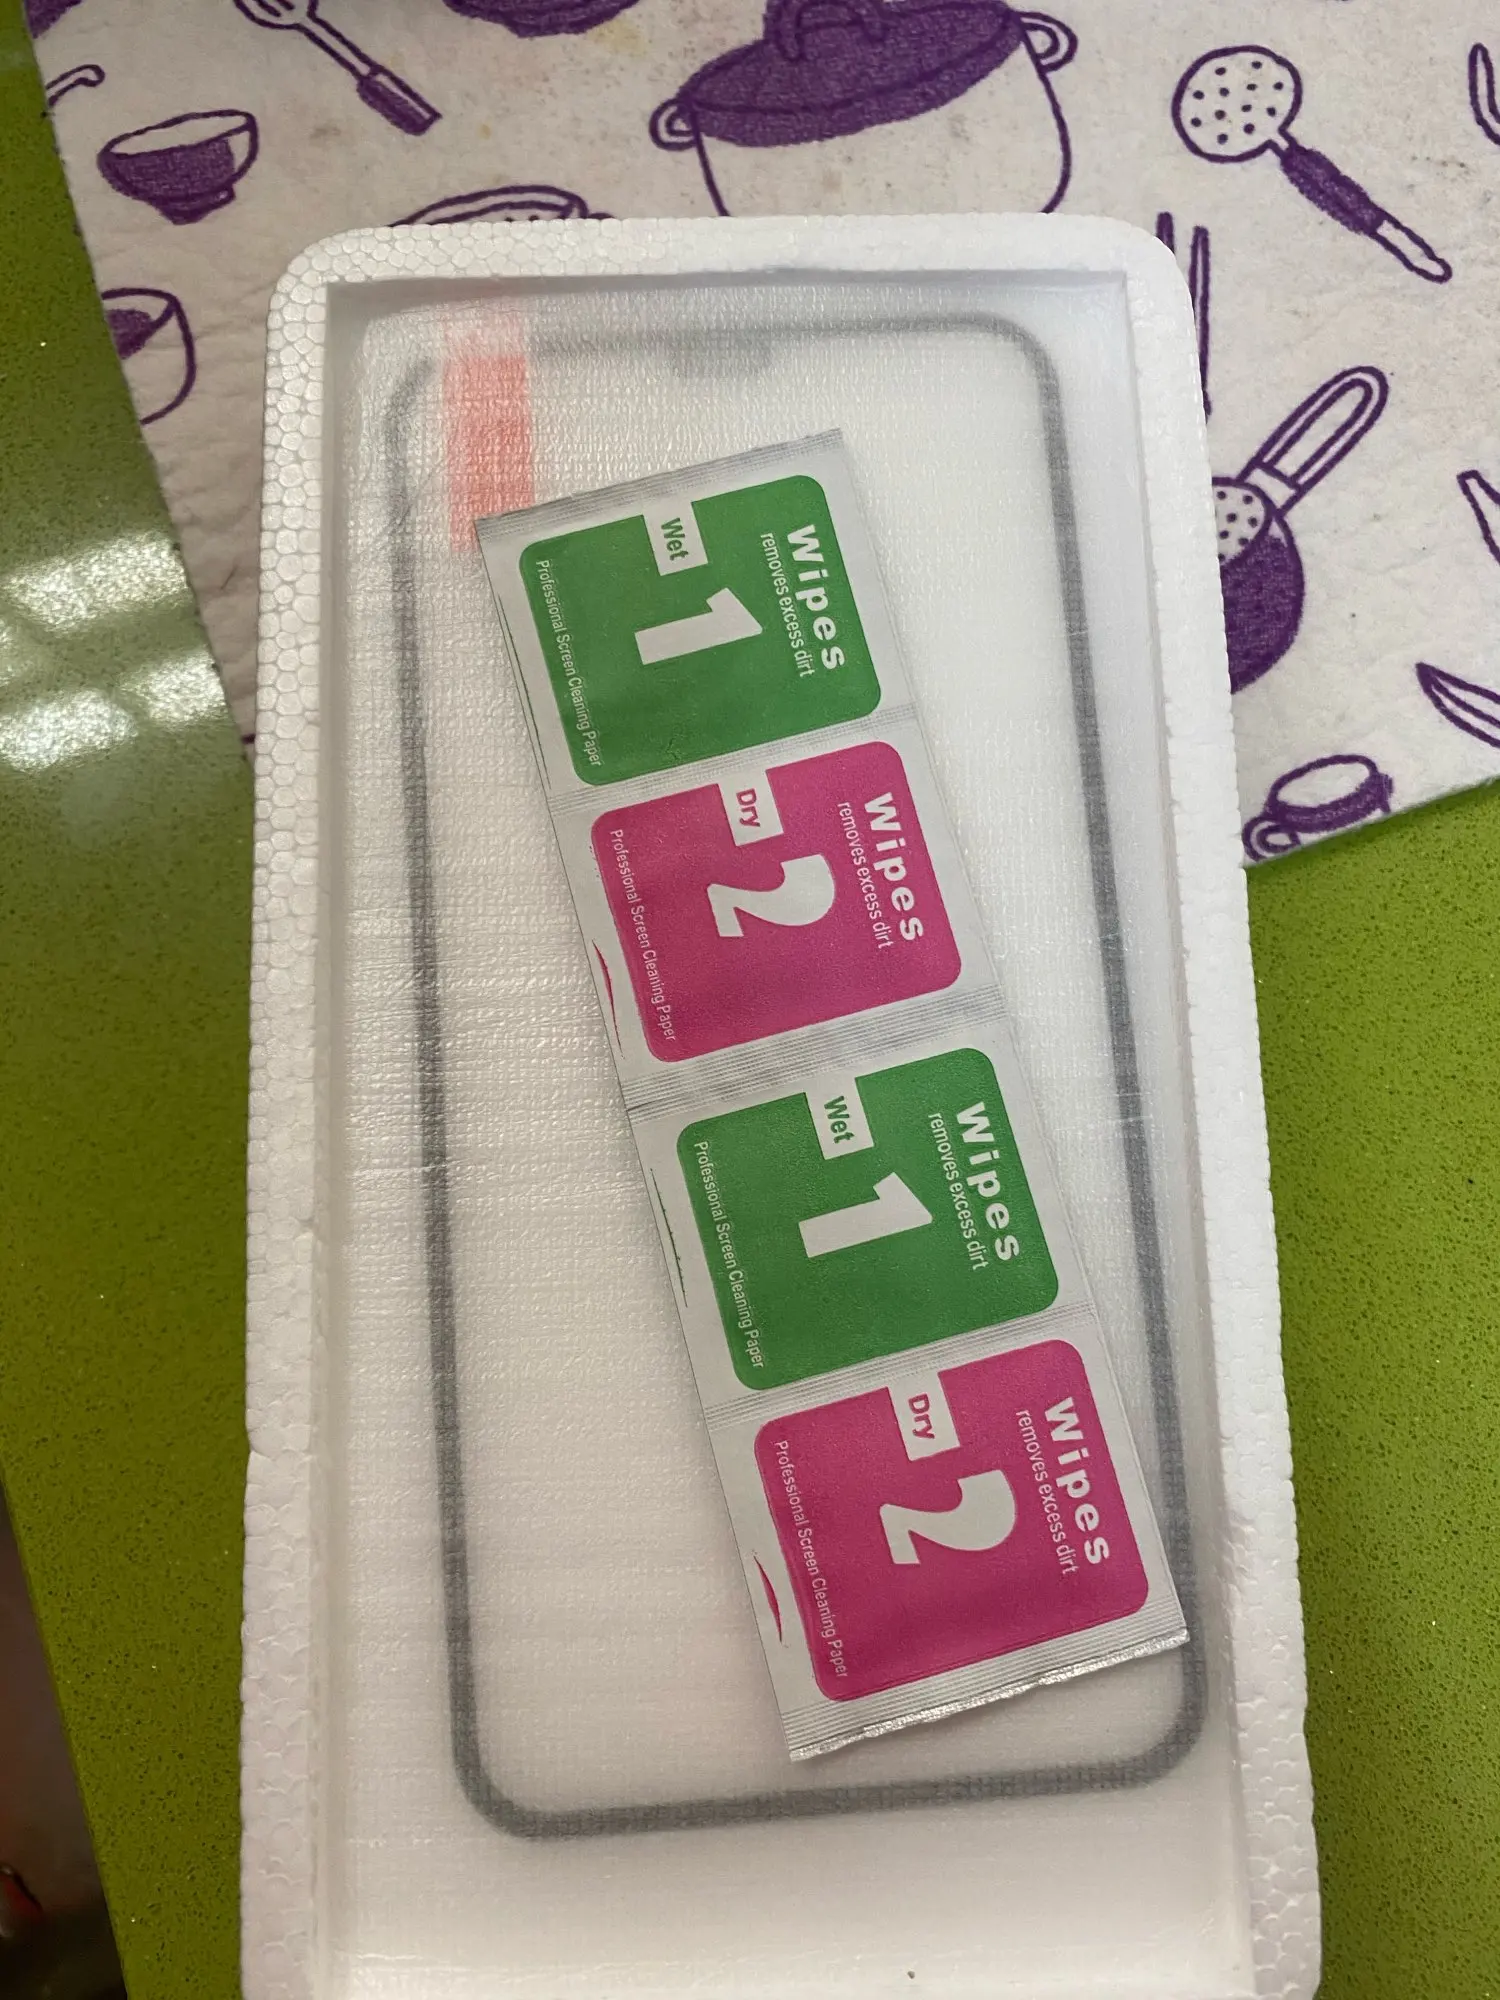 Wipes
removes excess dirt
Wet
1
Professional Screen Cleaning Paper
Wipes
removes excess dirt
Dry
2
Professional Screen Cleaning Paper
Wipes
removes excess dirt
Wet
1
Professional Screen Cleaning Paper
Wipes
removes excess dirt
Dry
2
Professional Screen Cleaning Paper